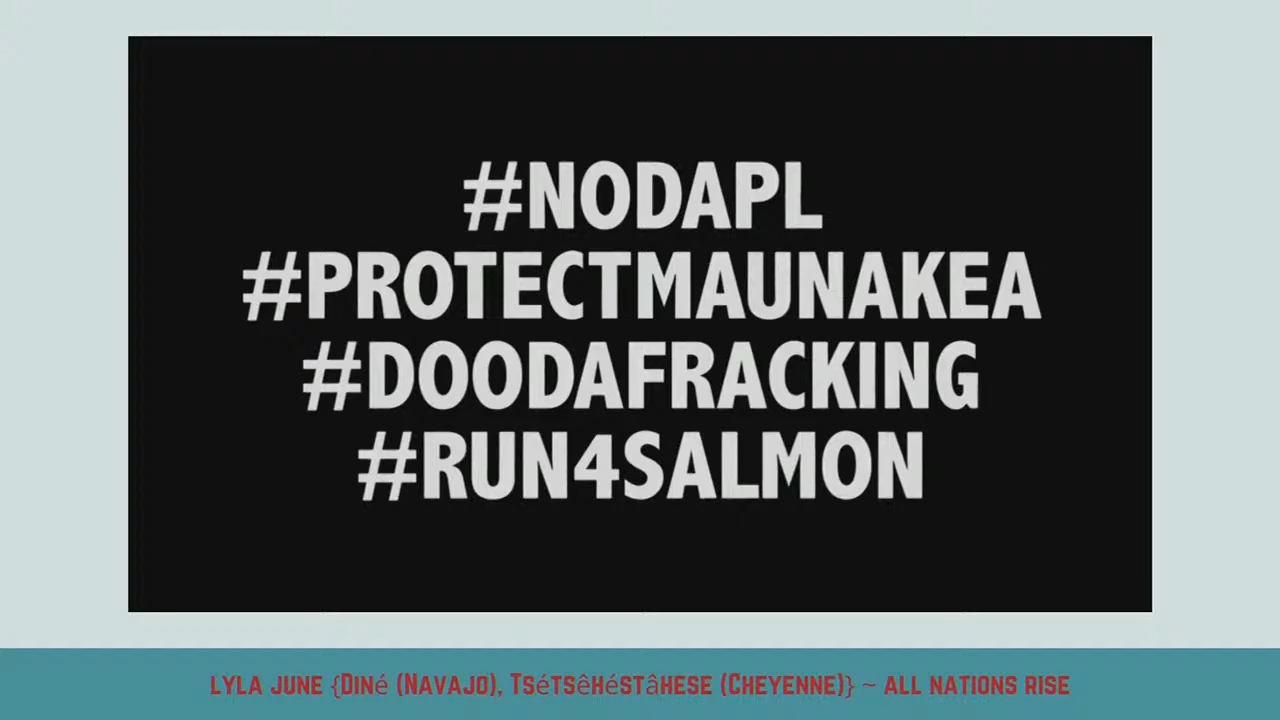 #NODAPL
#PROTECTMAUNAKEA
#DOODAFRACKING
#RUN4SALMON
LYLA JUNE {Diné (Navajo), Tsétsêhéstâhese (Cheyenne)} ~ ALL NATIONS RISE